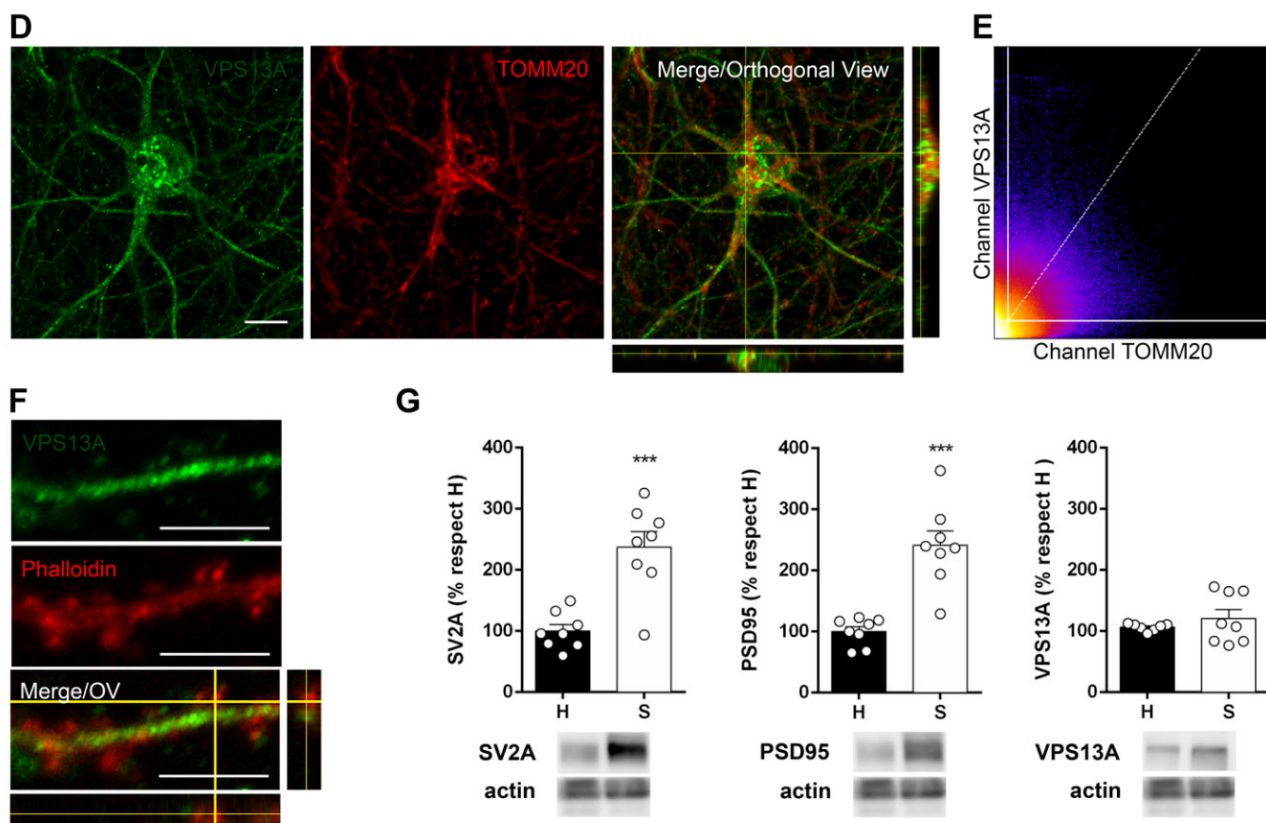 D
VPS13A
TOMM20
Merge/Orthogonal View
E
Channel VPS13A
Channel TOMM20
F
VPS13A
Phalloidin
Merge/OV
G
SV2A (% respect H)
400
300
200
100
0
***
H S
SV2A
actin
PSD95 (% respect H )
400
300
200
100
0
***
H S
PSD95
actin
VPS13A (% respect H )
400
300
200
100
0
H S
VPS13A
actin